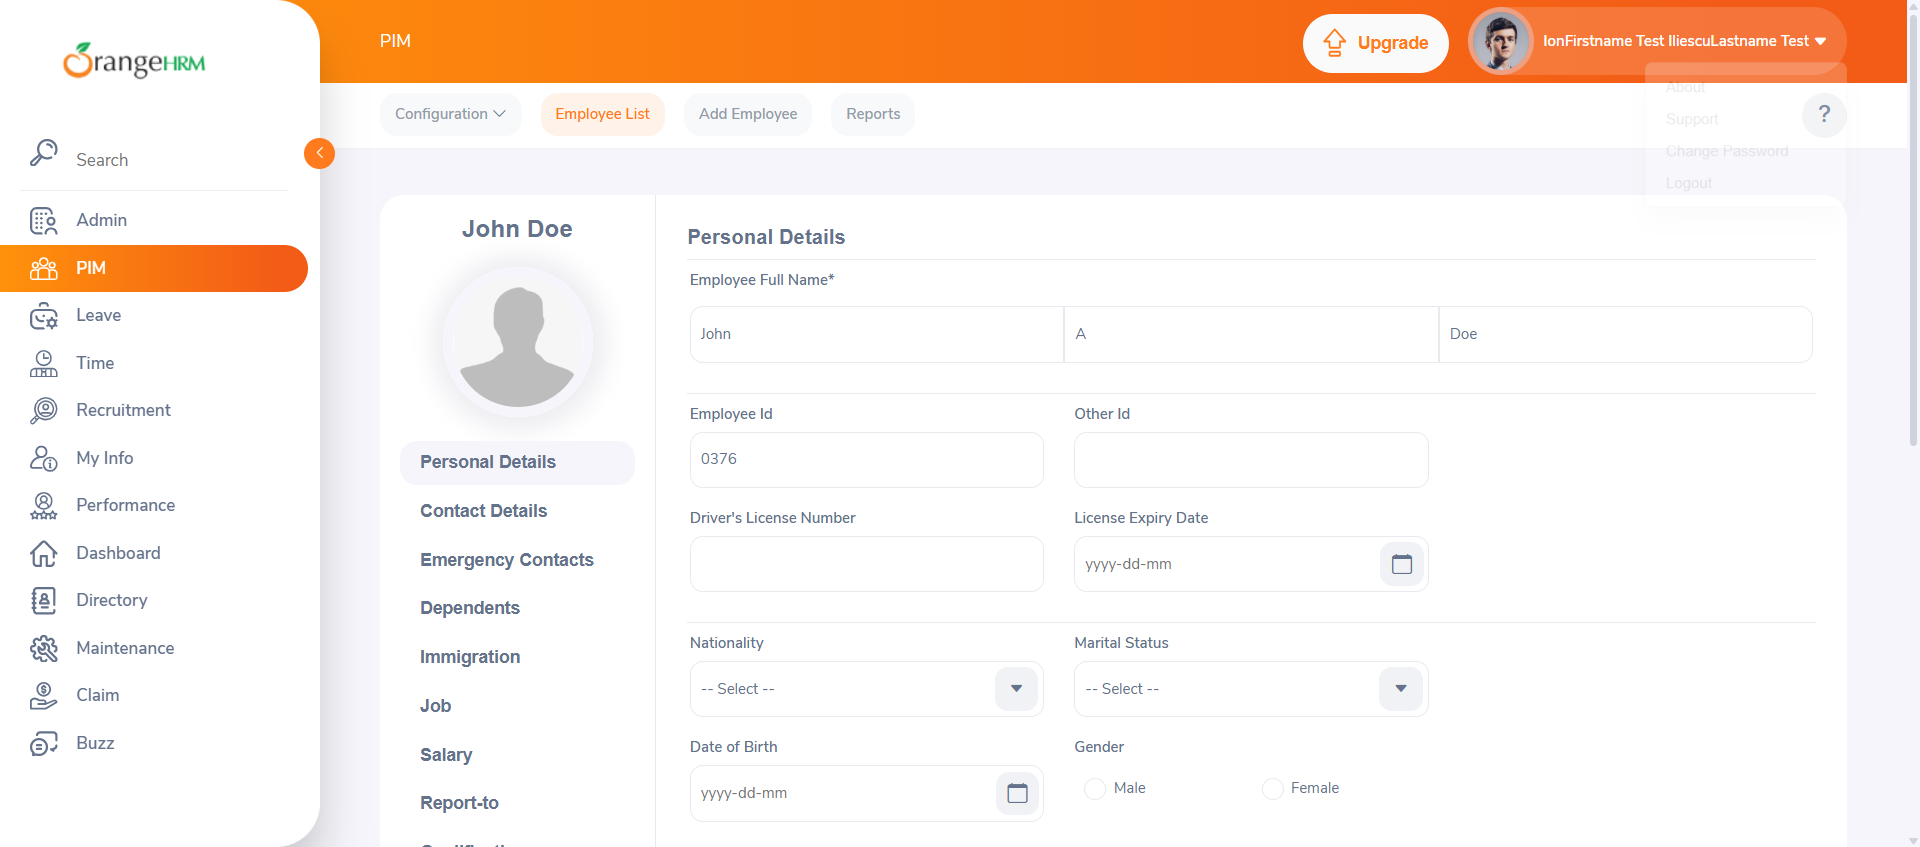 OrangeHRM
PIM
Upgrade
IonFirstname Test IliescuLastname Test
About
Support
Change Password
Logout
Configuration
Employee List
Add Employee
Reports
?
Search
Admin
PIM
Leave
Time
Recruitment
My Info
Performance
Dashboard
Directory
Maintenance
Claim
Buzz
John Doe
Personal Details
Contact Details
Emergency Contacts
Dependents
Immigration
Job
Salary
Report-to
Personal Details
Employee Full Name*
John
A
Doe
Employee Id
Other Id
0376
Driver's License Number
License Expiry Date
yyyy-dd-mm
Nationality
Marital Status
-- Select --
-- Select --
Date of Birth
Gender
yyyy-dd-mm
Male
Female